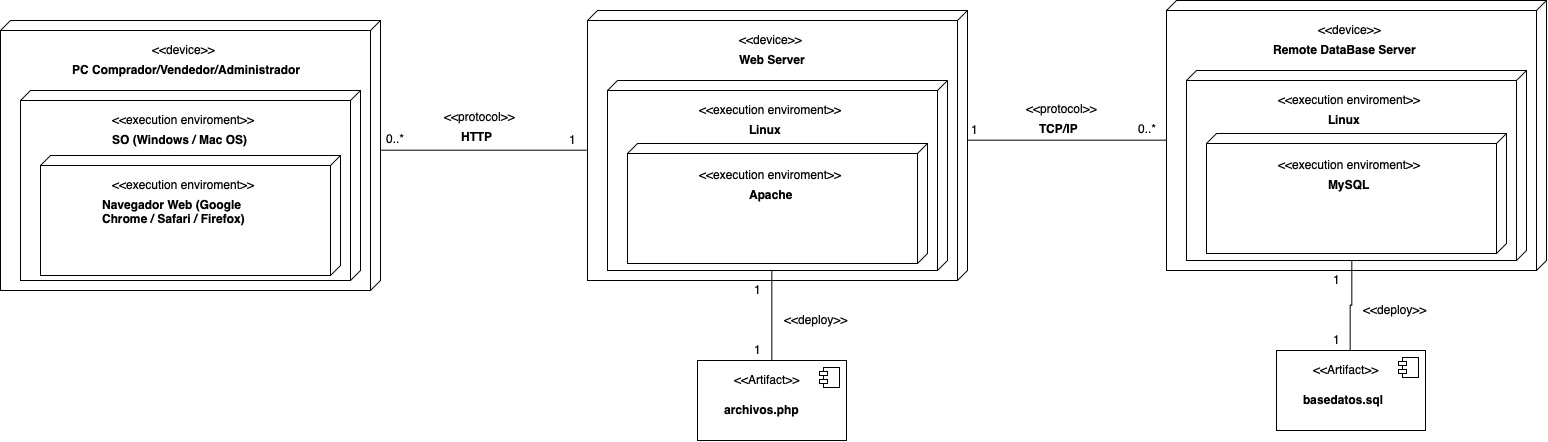 <<device>>
PC Comprador/Vendedor/Administrador
<<execution enviroment>>
SO (Windows / Mac OS)
<<execution enviroment>>
Navegador Web (Google
Chrome / Safari / Firefox)
0..*
<<protocol>>
HTTP
1
<<device>>
Web Server
<<execution enviroment>>
Linux
<<execution enviroment>>
Apache
1
<<deploy>>
1
<<Artifact>>
archivos.php
1
<<protocol>>
TCP/IP
0..*
<<device>>
Remote DataBase Server
<<execution enviroment>>
Linux
<<execution enviroment>>
MySQL
1
<<deploy>>
1
<<Artifact>>
basedatos.sql